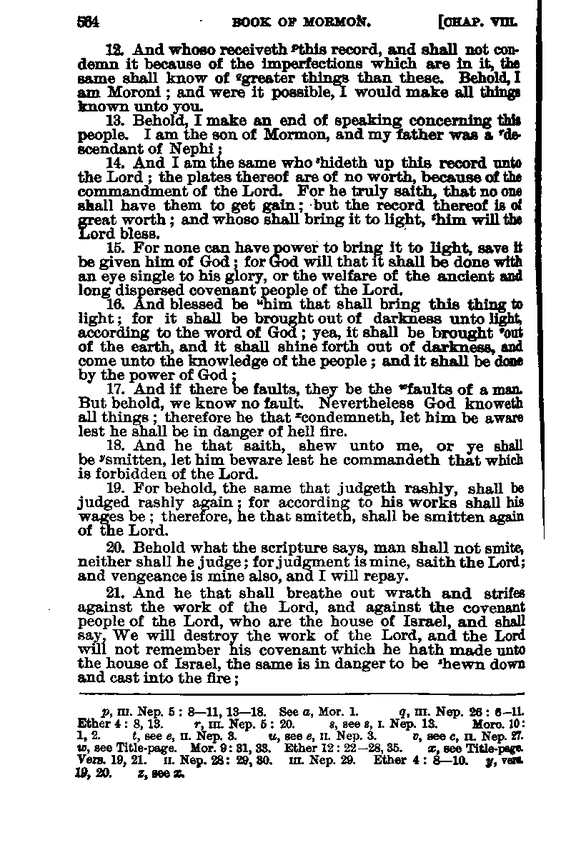 564 BOOK OF MORMON. [CHAP. VIII.
12. And whoso receiveth ᵖthis record, and shall not con-
demn it because of the imperfections which are in it, the
same shall know of ᑫgreater things than these. Behold, I
am Moroni ; and were it possible, I would make all things
known unto you.
13. Behold, I make an end of speaking concerning this
people. I am the son of Mormon, and my father was a ʳde-
scendant of Nephi ;
14. And I am the same who ˢhideth up this record unto
the Lord ; the plates thereof are of no worth, because of the
commandment of the Lord. For he truly saith, that no one
shall have them to get gain ; but the record thereof is of
great worth ; and whoso shall bring it to light, ᵗhim will the
Lord bless.
15. For none can have power to bring it to light, save it
be given him of God ; for God will that it shall be done with
an eye single to his glory, or the welfare of the ancient and
long dispersed covenant people of the Lord.
16. And blessed be ᵘhim that shall bring this thing to
light ; for it shall be brought out of darkness unto light,
according to the word of God ; yea, it shall be brought ᵛout
of the earth, and it shall shine forth out of darkness, and
come unto the knowledge of the people ; and it shall be done
by the power of God ;
17. And if there be faults, they be the ʷfaults of a man.
But behold, we know no fault. Nevertheless God knoweth
all things ; therefore he that ˣcondemneth, let him be aware
lest he shall be in danger of hell fire.
18. And he that saith, shew unto me, or ye shall
be ʸsmitten, let him beware lest he commandeth that which
is forbidden of the Lord.
19. For behold, the same that judgeth rashly, shall be
judged rashly again ; for according to his works shall his
wages be ; therefore, he that smiteth, shall be smitten again
of the Lord.
20. Behold what the scripture says, man shall not smite,
neither shall he judge ; for judgment is mine, saith the Lord;
and vengeance is mine also, and I will repay.
21. And he that shall breathe out wrath and strifes
against the work of the Lord, and against the covenant
people of the Lord, who are the house of Israel, and shall
say, We will destroy the work of the Lord, and the Lord
will not remember his covenant which he hath made unto
the house of Israel, the same is in danger to be ᶻhewn down
and cast into the fire ;
p, III. Nep. 5 : 8—11, 13—18. See a, Mor. 1. q, III. Nep. 26 : 6—11.
Ether 4 : 8, 13. r, III. Nep. 5 : 20. s, see s, I. Nep. 13. Moro. 10 :
1, 2. t, see e, II. Nep. 3. u, see e, II. Nep. 3. v, see c, II. Nep. 27.
w, see Title-page. Mor. 9 : 31, 33. Ether 12 : 22—28, 35. x, see Title-page.
Vers. 19, 21. II. Nep. 28 : 29, 30. III. Nep. 29. Ether 4 : 8—10. y, vers.
19, 20. z, see x.